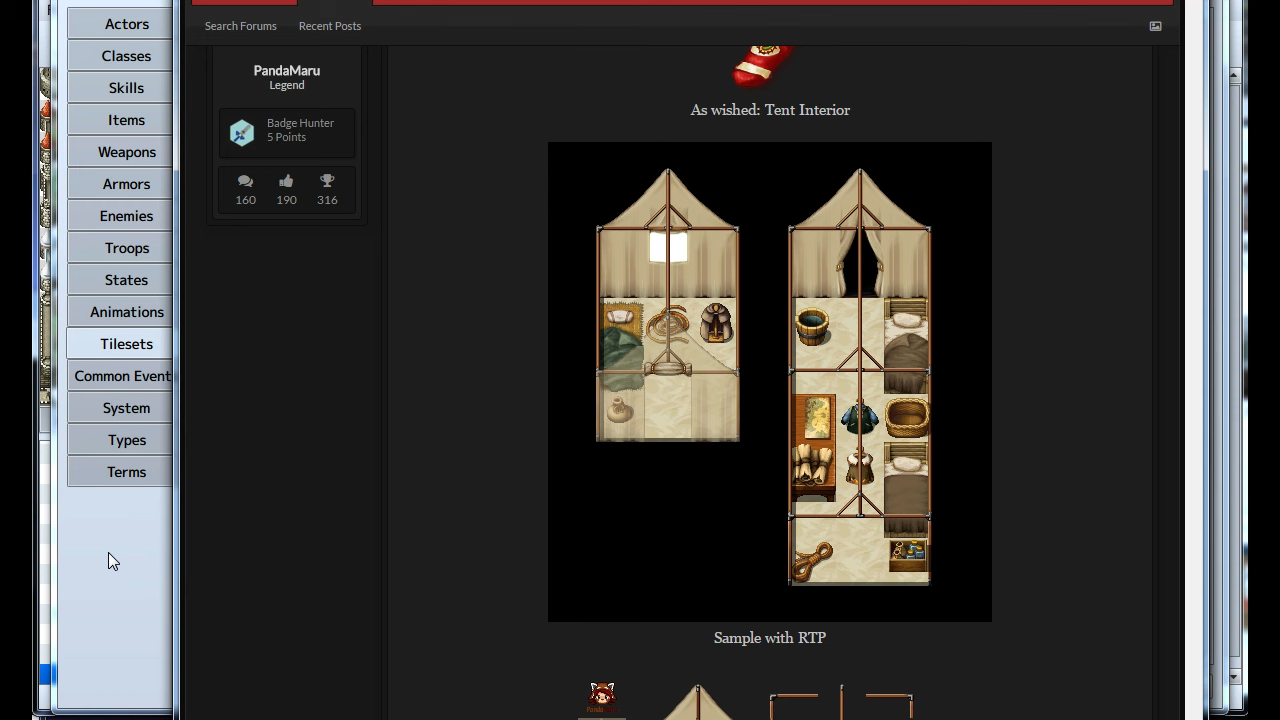 Actors
Classes
Skills
Items
Weapons
Armors
Enemies
Troops
States
Animations
Tilesets
Common Event
System
Types
Terms
Search Forums
Recent Posts
PandaMaru
Legend
Badge Hunter
5 Points
160
190
316
As wished: Tent Interior
Sample with RTP
Panda